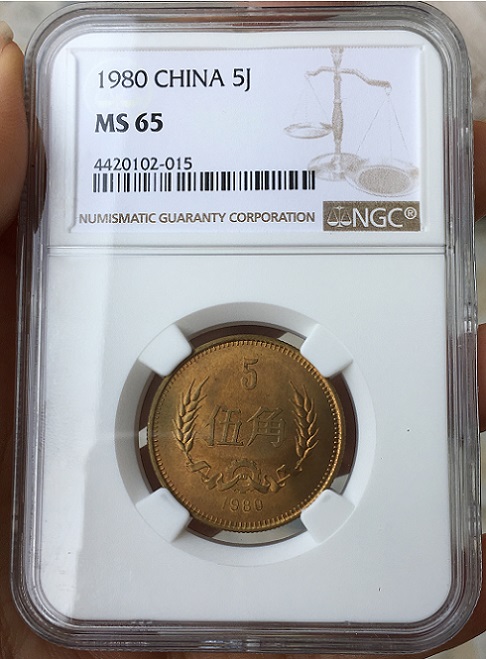 1980 CHINA 5J
MS 65
4420102-015
NUMISMATIC GUARANTY CORPORATION
NGC®
5
伍角
1980